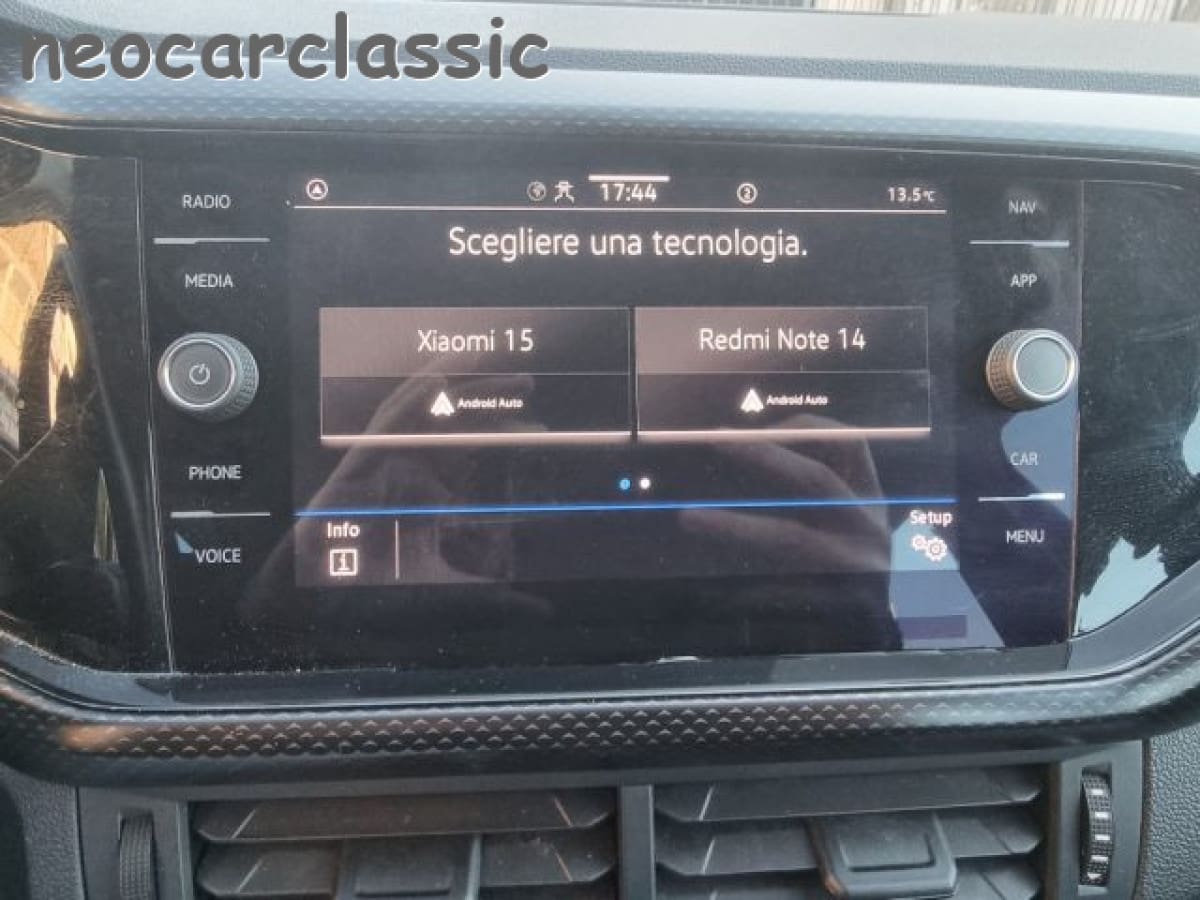 neocarclassic
RADIO
MEDIA
PHONE
VOICE
17:44
2
13.5°C
Scegliere una tecnologia.
Xiaomi 15
Redmi Note 14
Android Auto
Android Auto
Info
i
Setup
NAV
APP
CAR
MENU